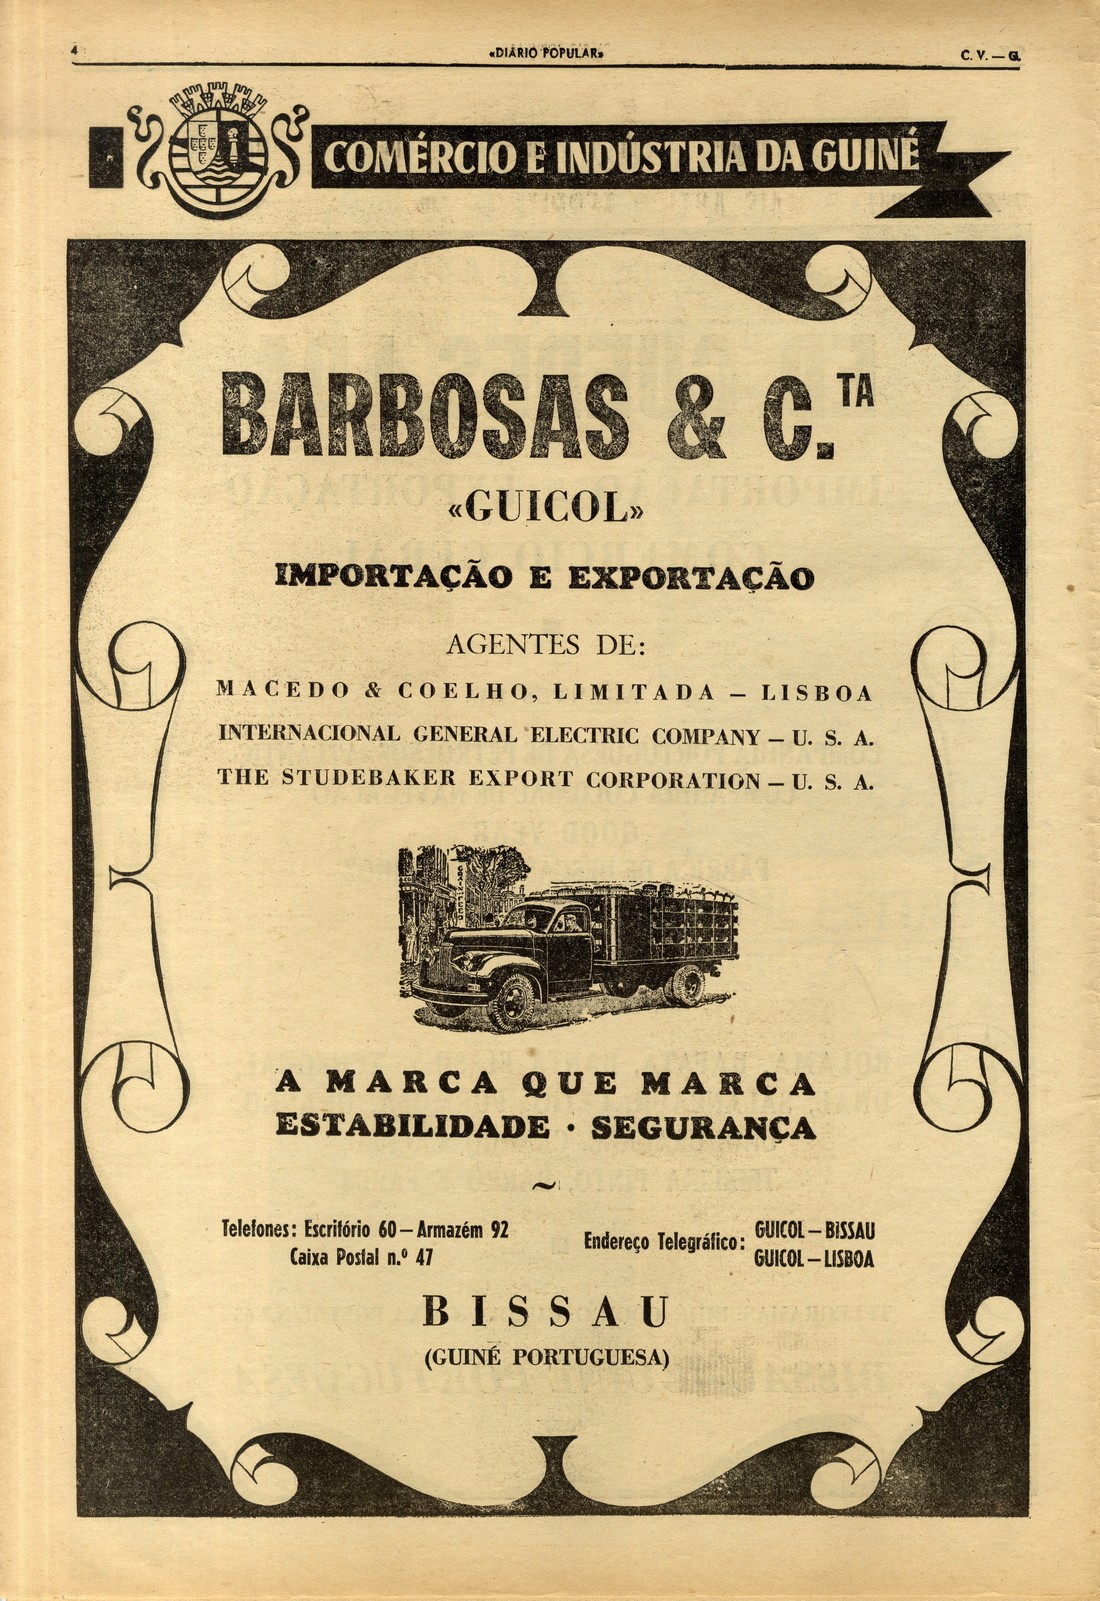 4
«DIÁRIO POPULAR»
C. V. — G.
COMÉRCIO E INDÚSTRIA DA GUINÉ
BARBOSAS & C.TA
«GUICOL»
IMPORTAÇÃO E EXPORTAÇÃO
AGENTES DE:
MACEDO & COELHO, LIMITADA — LISBOA
INTERNACIONAL GENERAL ELECTRIC COMPANY — U. S. A.
THE STUDEBAKER EXPORT CORPORATION — U. S. A.
A MARCA QUE MARCA
ESTABILIDADE · SEGURANÇA
~
Telefones: Escritório 60 — Armazém 92
Caixa Postal n.º 47
Endereço Telegráfico:
GUICOL — BISSAU
GUICOL — LISBOA
BISSAU
(GUINÉ PORTUGUESA)